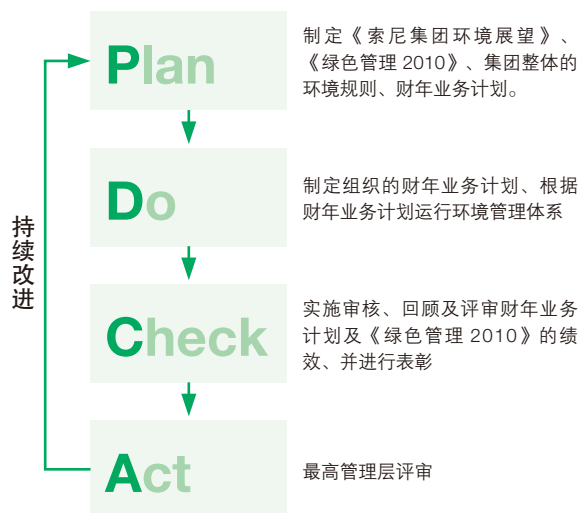 Plan
制定《索尼集团环境展望》、
《绿色管理 2010》、集团整体的
环境规则、财年业务计划。
Do
制定组织的财年业务计划、根据
财年业务计划运行环境管理体系
持续改进
Check
实施审核、回顾及评审财年业务
计划及《绿色管理 2010》的绩
效、并进行表彰
Act
最高管理层评审